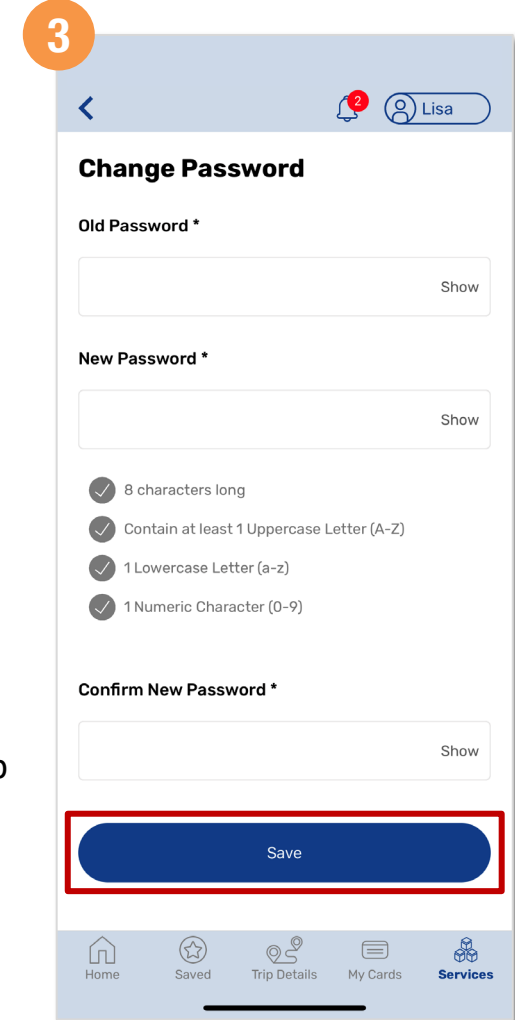 3
2
Lisa
Change Password
Old Password *
Show
New Password *
Show
8 characters long
Contain at least 1 Uppercase Letter (A-Z)
1 Lowercase Letter (a-z)
1 Numeric Character (0-9)
Confirm New Password *
Show
Save
Home Saved Trip Details My Cards Services